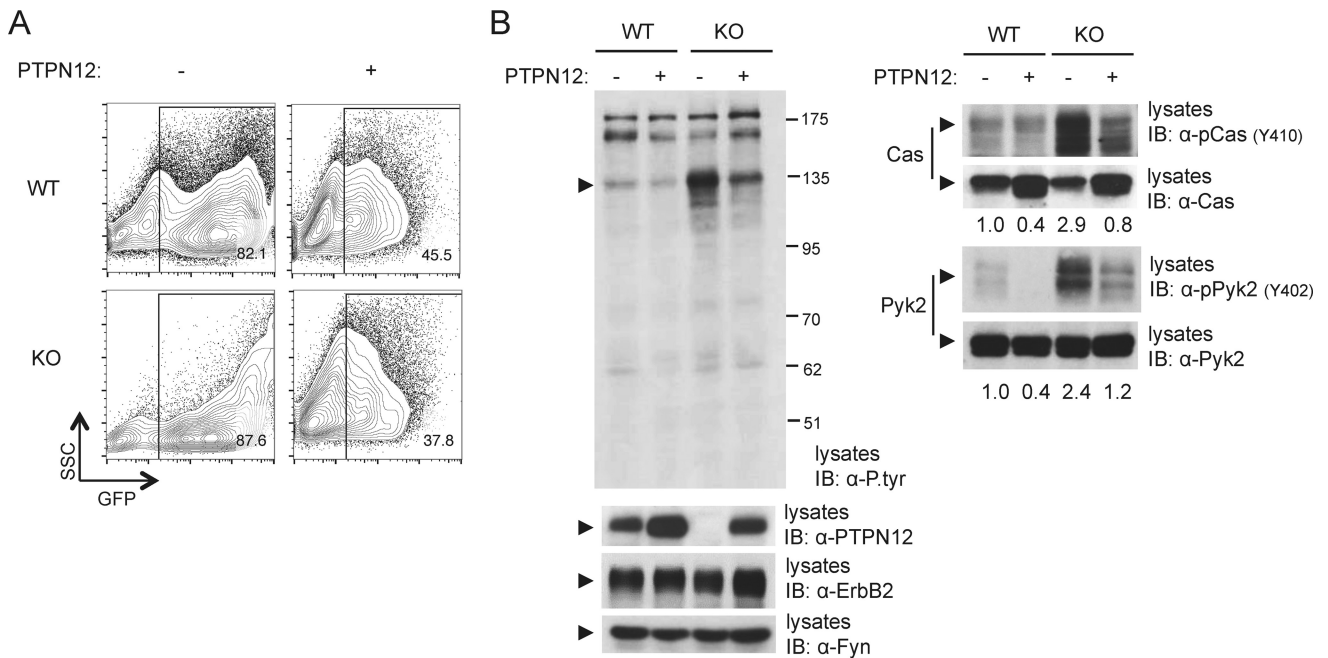 A
PTPN12: - +
WT
82.1
45.5
KO
87.6
37.8
SSC
GFP
B
WT KO
PTPN12: - + - +
175
135
95
70
62
51
lysates
IB: α-P.tyr
lysates
IB: α-PTPN12
lysates
IB: α-ErbB2
lysates
IB: α-Fyn
WT KO
PTPN12: - + - +
Cas
lysates
IB: α-pCas (Y410)
lysates
IB: α-Cas
1.0 0.4 2.9 0.8
Pyk2
lysates
IB: α-pPyk2 (Y402)
lysates
IB: α-Pyk2
1.0 0.4 2.4 1.2